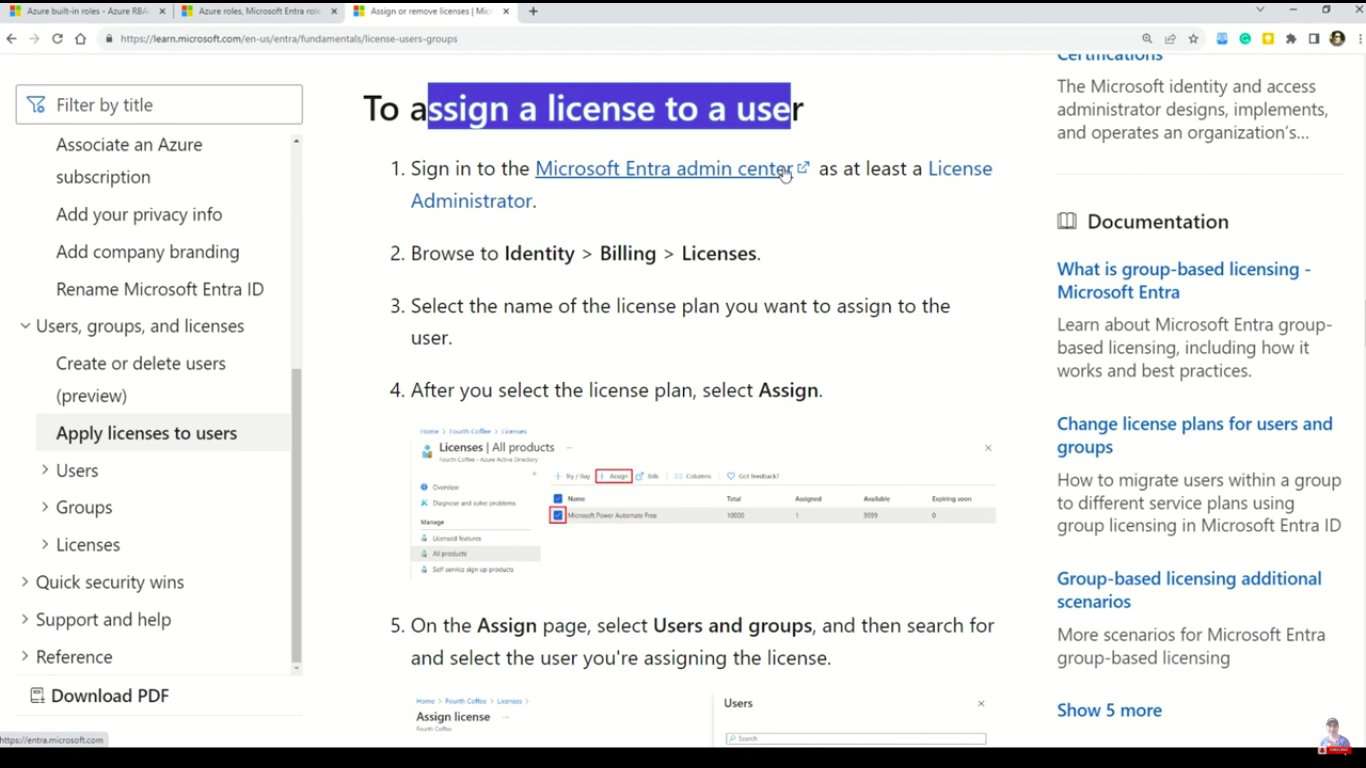 Azure built-in roles - Azure RBA
Azure roles, Microsoft Entra role
Assign or remove licenses | Mic
https://learn.microsoft.com/en-us/entra/fundamentals/license-users-groups
Filter by title
Associate an Azure
subscription
Add your privacy info
Add company branding
Rename Microsoft Entra ID
Users, groups, and licenses
Create or delete users
(preview)
Apply licenses to users
Users
Groups
Licenses
Quick security wins
Support and help
Reference
Download PDF
https://entra.microsoft.com
To assign a license to a user
1. Sign in to the Microsoft Entra admin center as at least a License
Administrator.
2. Browse to Identity > Billing > Licenses.
3. Select the name of the license plan you want to assign to the
user.
4. After you select the license plan, select Assign.
Home > Fourth Coffee > Licenses
Licenses | All products
Fourth Coffee - Azure Active Directory
Overview
Diagnose and solve problems
Manage
Licensed features
All products
Self service sign up products
+ Try / Buy + Assign Bills Columns Got feedback?
Name Total Assigned Available Expiring soon
Microsoft Power Automate Free 10000 1 9999 0
5. On the Assign page, select Users and groups, and then search for
and select the user you're assigning the license.
Home > Fourth Coffee > Licenses >
Assign license
Fourth Coffee
Users
Search
Certifications
The Microsoft identity and access
administrator designs, implements,
and operates an organization's...
Documentation
What is group-based licensing -
Microsoft Entra
Learn about Microsoft Entra group-
based licensing, including how it
works and best practices.
Change license plans for users and
groups
How to migrate users within a group
to different service plans using
group licensing in Microsoft Entra ID
Group-based licensing additional
scenarios
More scenarios for Microsoft Entra
group-based licensing
Show 5 more